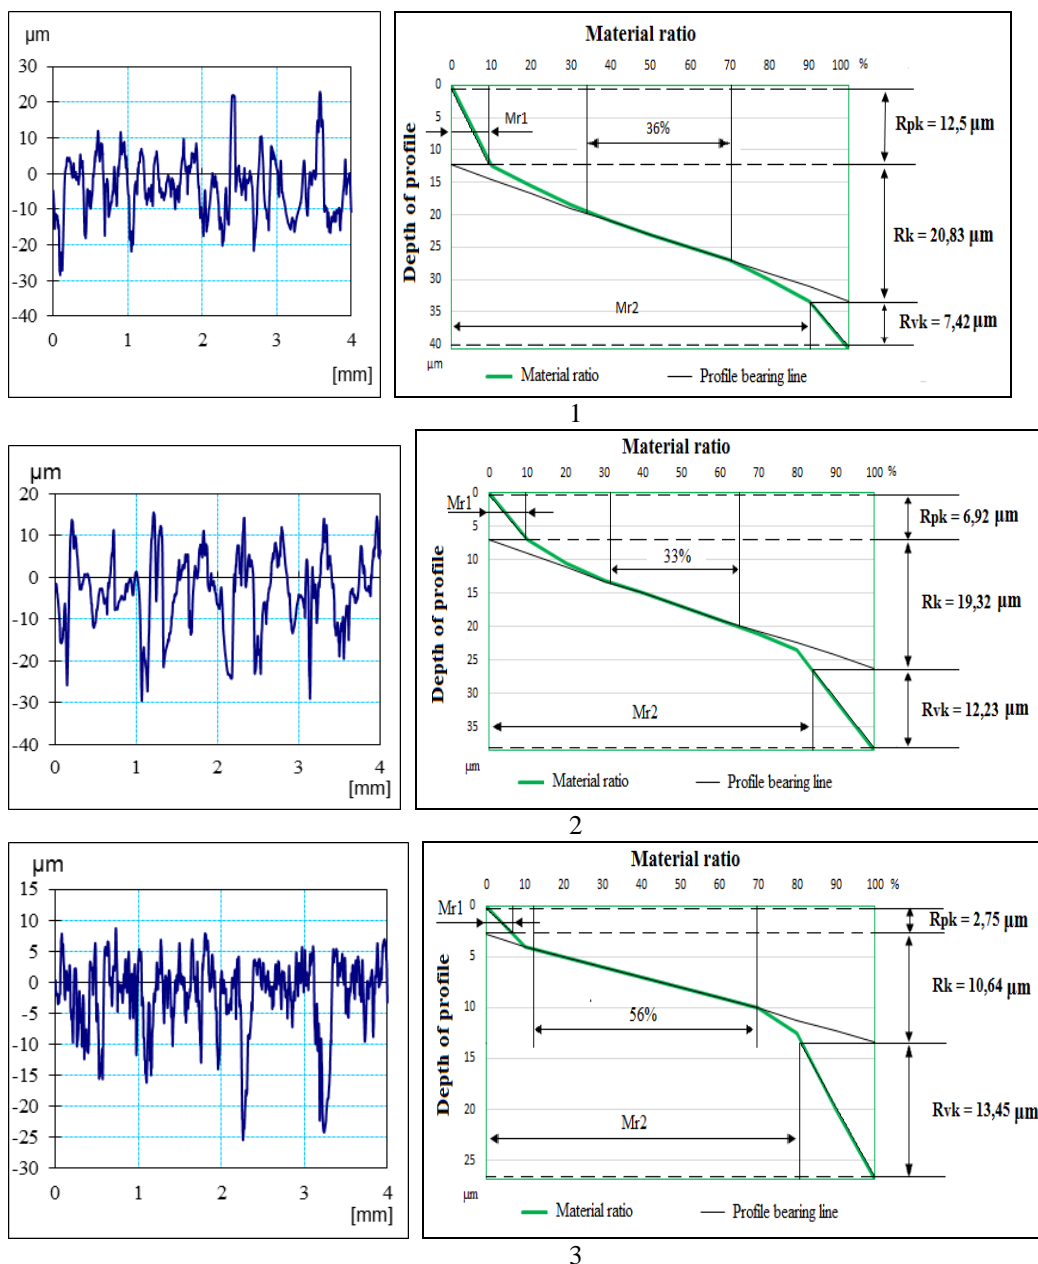 µm
30
20
10
0
-10
-20
-30
-40
0 1 2 3 4
[mm]
Material ratio
0 10 20 30 40 50 60 70 80 90 100 %
Depth of profile
0
5
10
15
20
25
30
35
40
µm
Mr1
36%
Mr2
Rpk = 12,5 µm
Rk = 20,83 µm
Rvk = 7,42 µm
Material ratio Profile bearing line
1
µm
20
10
0
-10
-20
-30
-40
0 1 2 3 4
[mm]
Material ratio
0 10 20 30 40 50 60 70 80 90 100 %
Depth of profile
0
5
10
15
20
25
30
35
µm
Mr1
33%
Mr2
Rpk = 6,92 µm
Rk = 19,32 µm
Rvk = 12,23 µm
Material ratio Profile bearing line
2
µm
15
10
5
0
-5
-10
-15
-20
-25
-30
0 1 2 3 4
[mm]
Material ratio
0 10 20 30 40 50 60 70 80 90 100 %
Depth of profile
0
5
10
15
20
25
µm
Mr1
56%
Mr2
Rpk = 2,75 µm
Rk = 10,64 µm
Rvk = 13,45 µm
Material ratio Profile bearing line
3